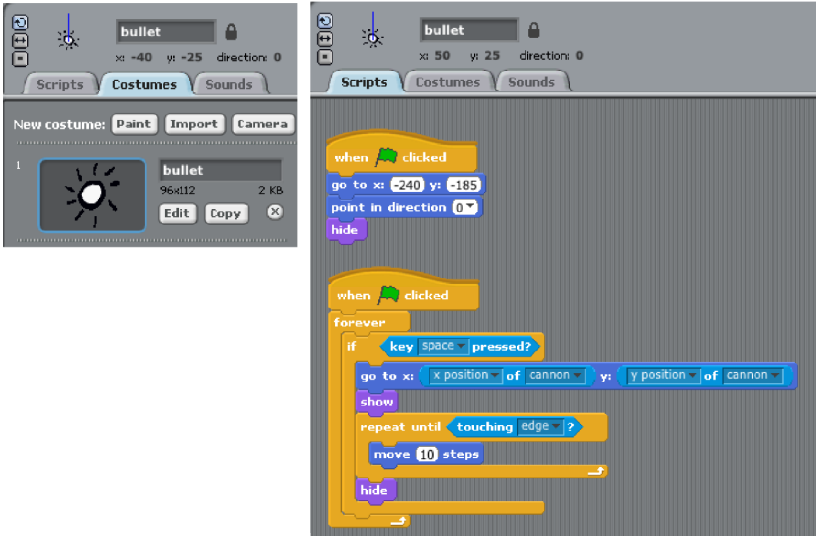 bullet
x: -40 y: -25 direction: 0
Scripts Costumes Sounds
New costume: Paint Import Camera
1
bullet
96x112 2 KB
Edit Copy
bullet
x: 50 y: 25 direction: 0
Scripts Costumes Sounds
when clicked
go to x: -240 y: -185
point in direction 0
hide
when clicked
forever
if key space pressed?
go to x: x position of cannon y: y position of cannon
show
repeat until touching edge ?
move 10 steps
hide